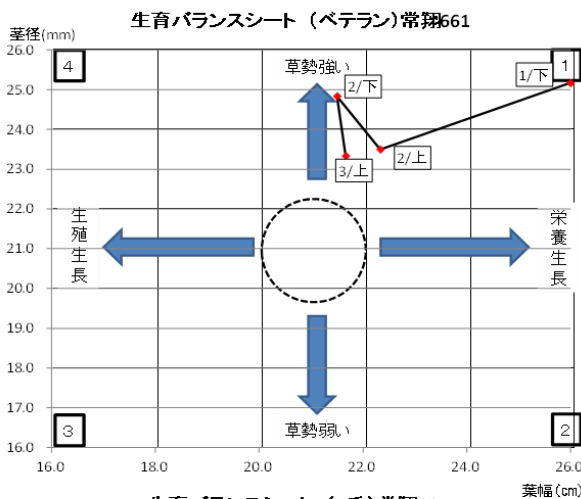 生育バランスシート (ベテラン)常翔661
茎径(mm)
26.0
4
草勢強い
1/下
1
25.0
2/下
24.0
2/上
3/上
23.0
22.0
生殖生長
21.0
栄養生長
20.0
19.0
18.0
17.0
3
草勢弱い
2
16.0
16.0 18.0 20.0 22.0 24.0 26.0
葉幅(cm)